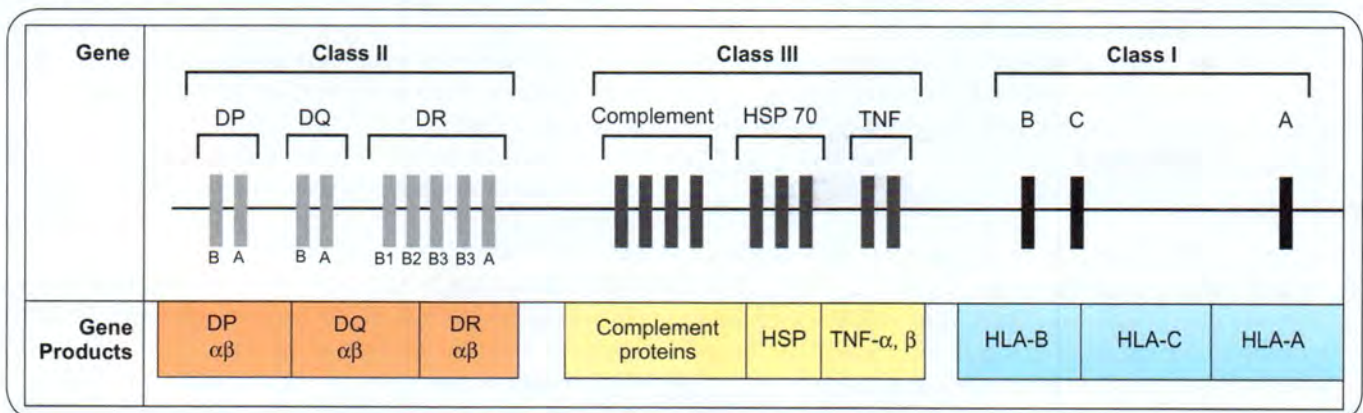 Gene
Class II
Class III
Class I
DP
DQ
DR
Complement
HSP 70
TNF
B
C
A
B A
B A
B1 B2 B3 B3 A
Gene
Products
DP
αβ
DQ
αβ
DR
αβ
Complement
proteins
HSP
TNF-α, β
HLA-B
HLA-C
HLA-A